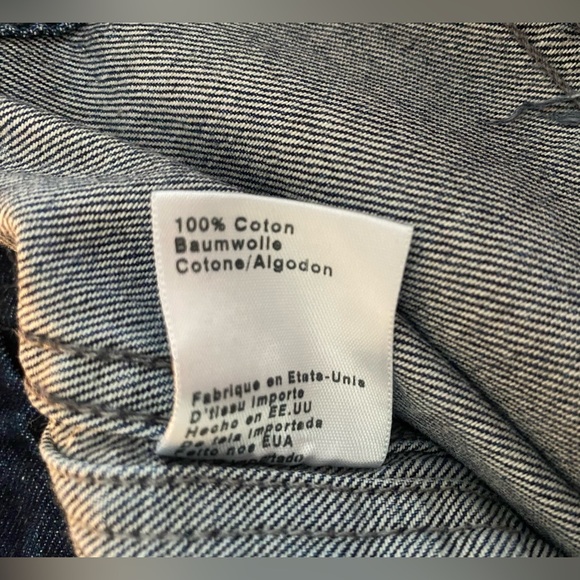 100% Coton
Baumwolle
Cotone/Algodon
Fabrique en Etats-Unis
D'tissu importe
Hecho en EE.UU
De tela importada
Feito nos EUA